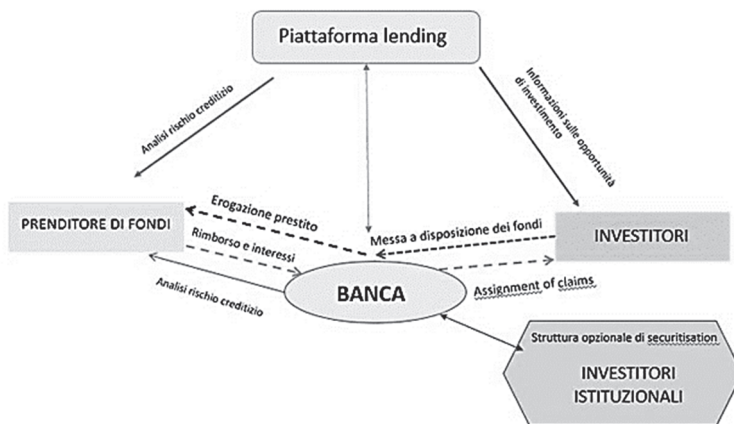 Piattaforma lending
Analisi rischio creditizio
Informazioni sulle opportunità
di investimento
Erogazione prestito
PRENDITORE DI FONDI
Rimborso e interessi
Messa a disposizione dei fondi
INVESTITORI
Analisi rischio creditizio
BANCA
Assignment of claims
Struttura opzionale di securitisation
INVESTITORI
ISTITUZIONALI